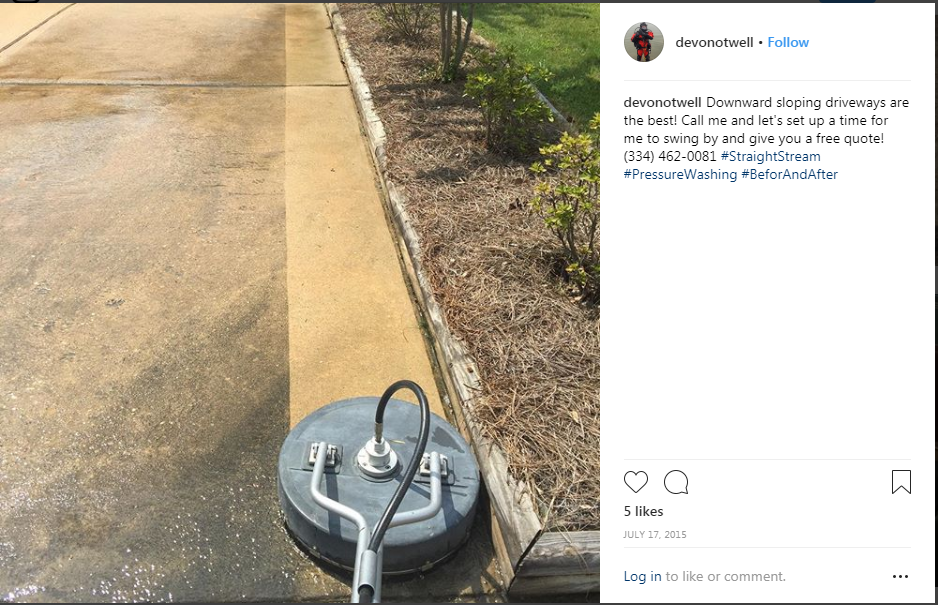 devonotwell • Follow
devonotwell Downward sloping driveways are
the best! Call me and let's set up a time for
me to swing by and give you a free quote!
(334) 462-0081 #StraightStream
#PressureWashing #BeforAndAfter
5 likes
JULY 17, 2015
Log in to like or comment.